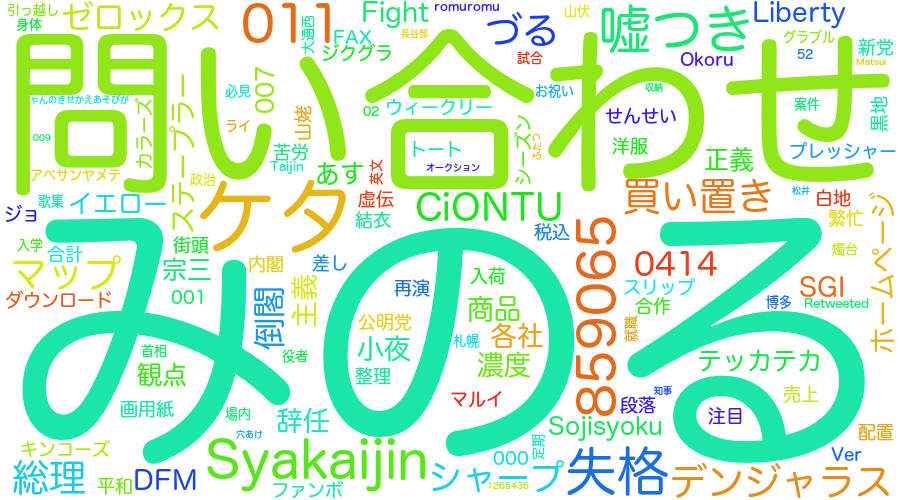 引っ越し
ゼロックス
011
Fight
romuromu
山伏
Liberty
身体
大通西
FAX
長谷部
づる
嘘つき
グラブル
新党
ジクグラ
試合
52
Matsui
問い合わせ
Okoru
ゃんのきせかえあそびが
カラーズ
ステープラー
007
必見
02
ウィークリー
お祝い
収納
案件
黒地
009
ライ
山姥
せんせい
苦労
トート
シーズン
ふたつ
洋服
正義
プレッシャー
アベサンヤメテ
政治
Taijin
あす
英文
オークション
歌集
イエロー
ケタ
虚伝
CiONTU
買い置き
松井
白地
ジョ
結衣
繁忙
ホームページ
入学
合計
街頭
税込
859065
0414
燭台
マップ
宗三
内閣
差し
入荷
スリップ
SGI
ダウンロード
001
主義
倒閣
再演
商品
合作
博多
Retweeted
みのる
公明党
各社
就職
首相
役者
小夜
札幌
テッカテカ
観点
整理
濃度
知事
売上
画用紙
場内
辞任
マルイ
段落
注目
穴あけ
Sojisyoku
配置
キンコーズ
Syakaijin
定期
Ver
総理
平和
DFM
ファンボ
シャープ
000
1265436
失格
デンジャラス